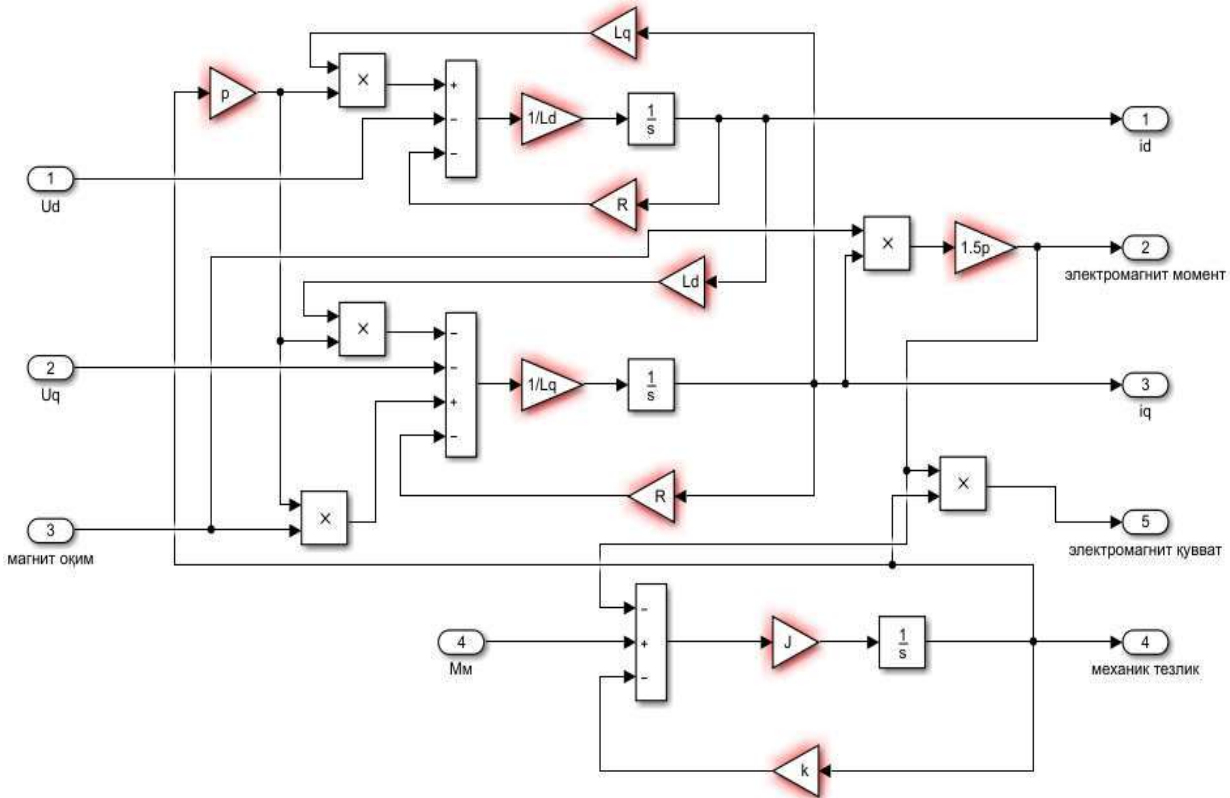 Lq
×
p
+
−
−
1/Ld
1
s
1
id
1
Ud
R
×
1.5p
2
электромагнит момент
Ld
×
−
−
+
−
1/Lq
1
s
2
Uq
3
iq
R
×
×
3
магнит оқим
5
электромагнит қувват
−
+
−
4
Мм
J
1
s
4
механик тезлик
k